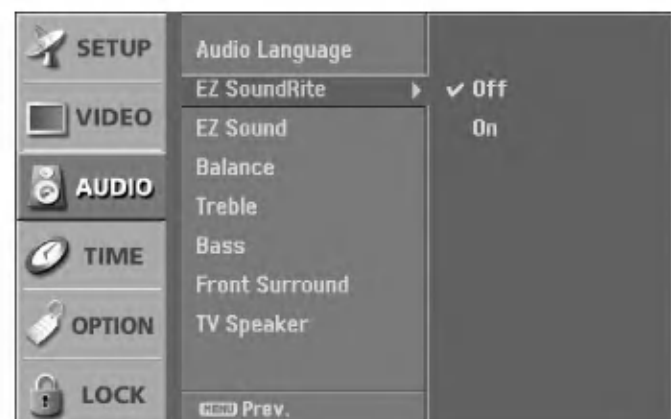 SETUP
VIDEO
AUDIO
TIME
OPTION
LOCK
Audio Language
EZ SoundRite
EZ Sound
Balance
Treble
Bass
Front Surround
TV Speaker
MENU Prev.
Off
On